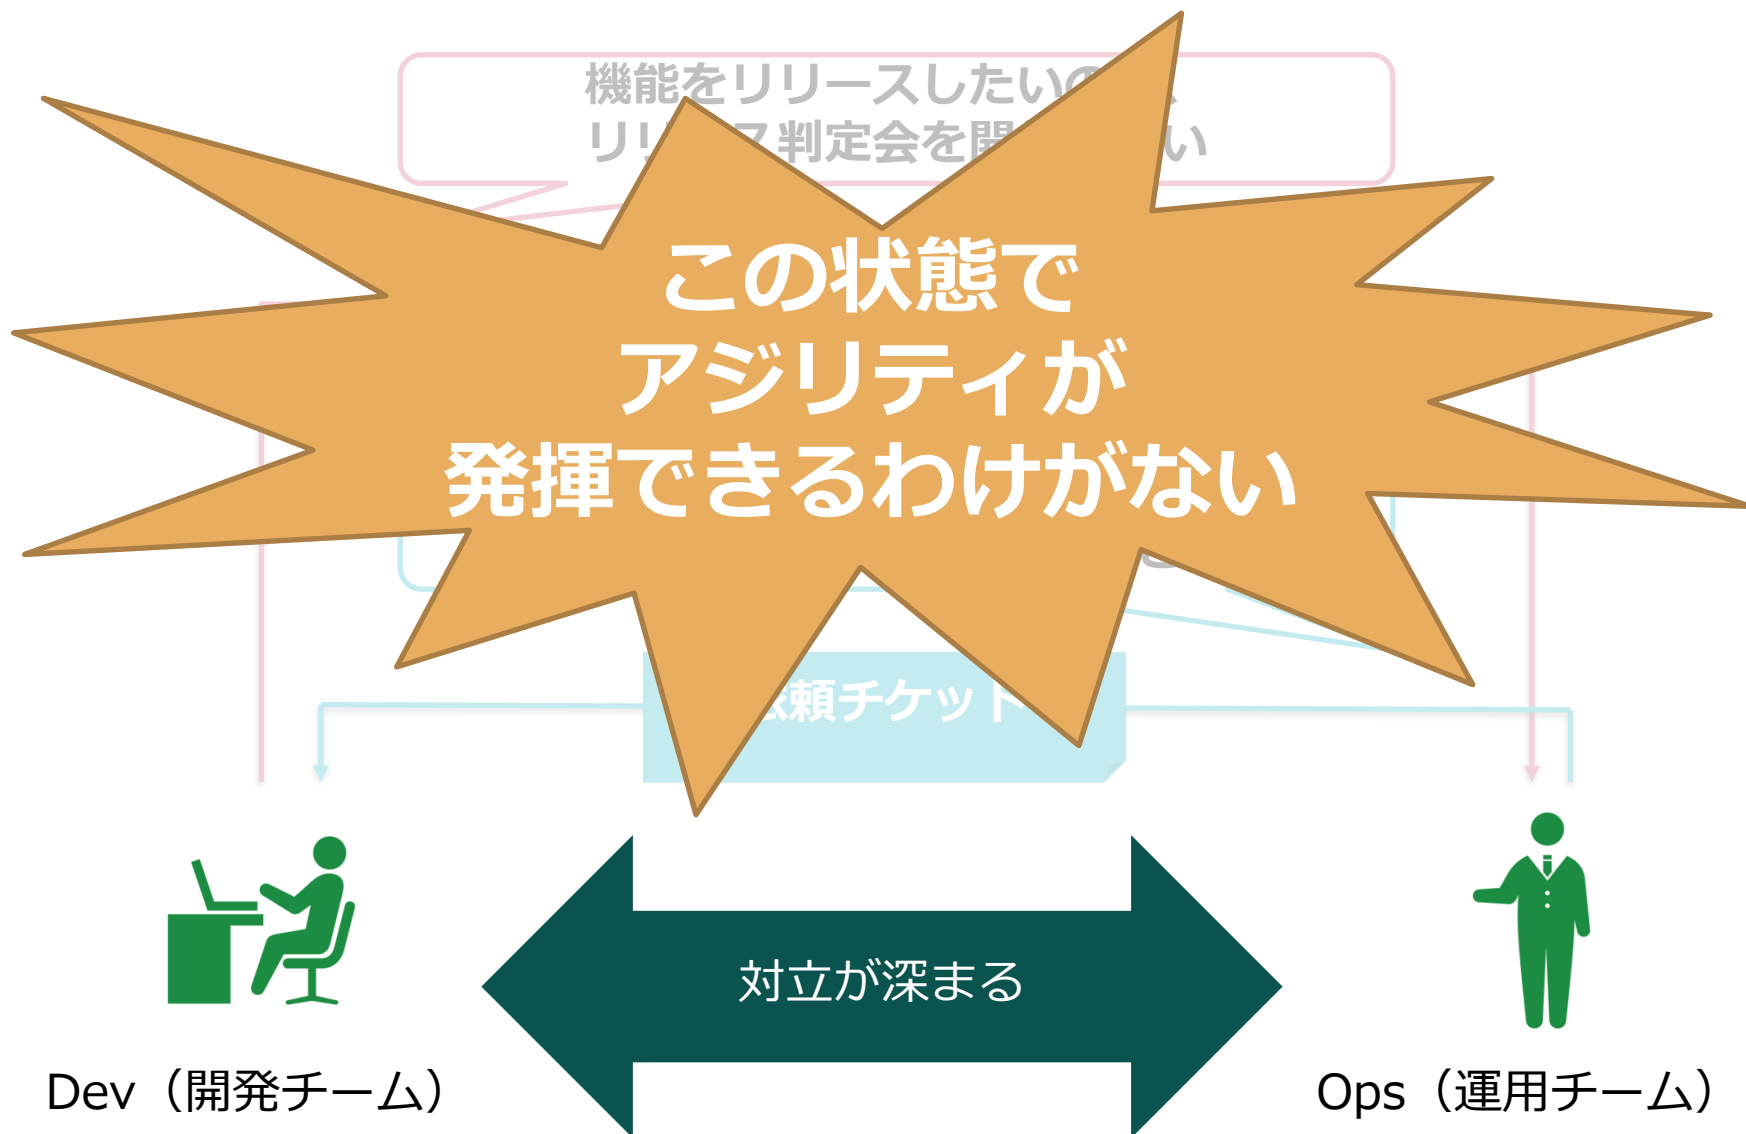 機能をリリースしたいの
リリ ス判定会を開 い
この状態で
アジリティが
発揮できるわけがない
頼チケット
対立が深まる
Dev（開発チーム）
Ops（運用チーム）